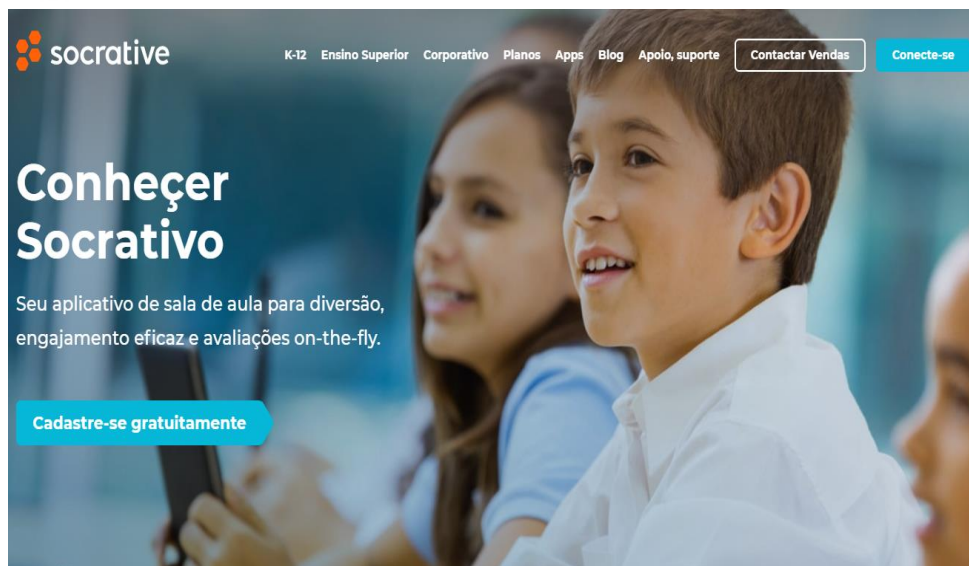 socrative
K-12 Ensino Superior Corporativo Planos Apps Blog Apoio, suporte Contactar Vendas Conecte-se
Conheçer
Socrativo
Seu aplicativo de sala de aula para diversão,
engajamento eficaz e avaliações on-the-fly.
Cadastre-se gratuitamente